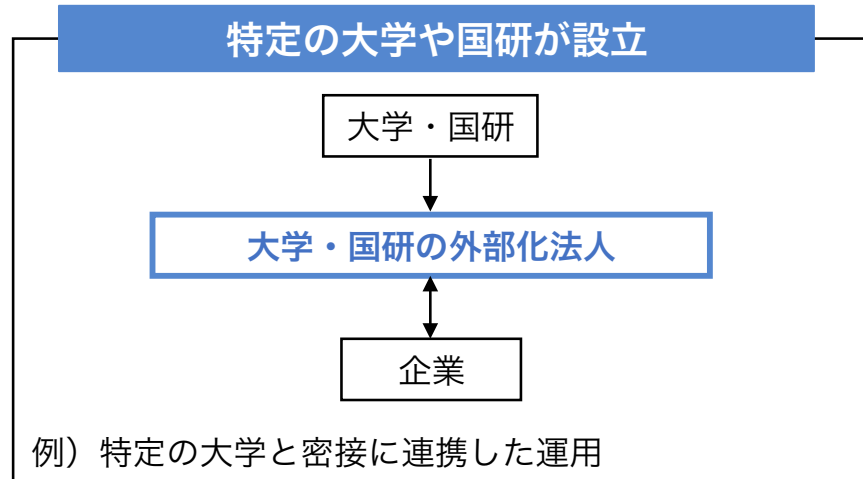 特定の大学や国研が設立
大学・国研
大学・国研の外部化法人
企業
例）特定の大学と密接に連携した運用